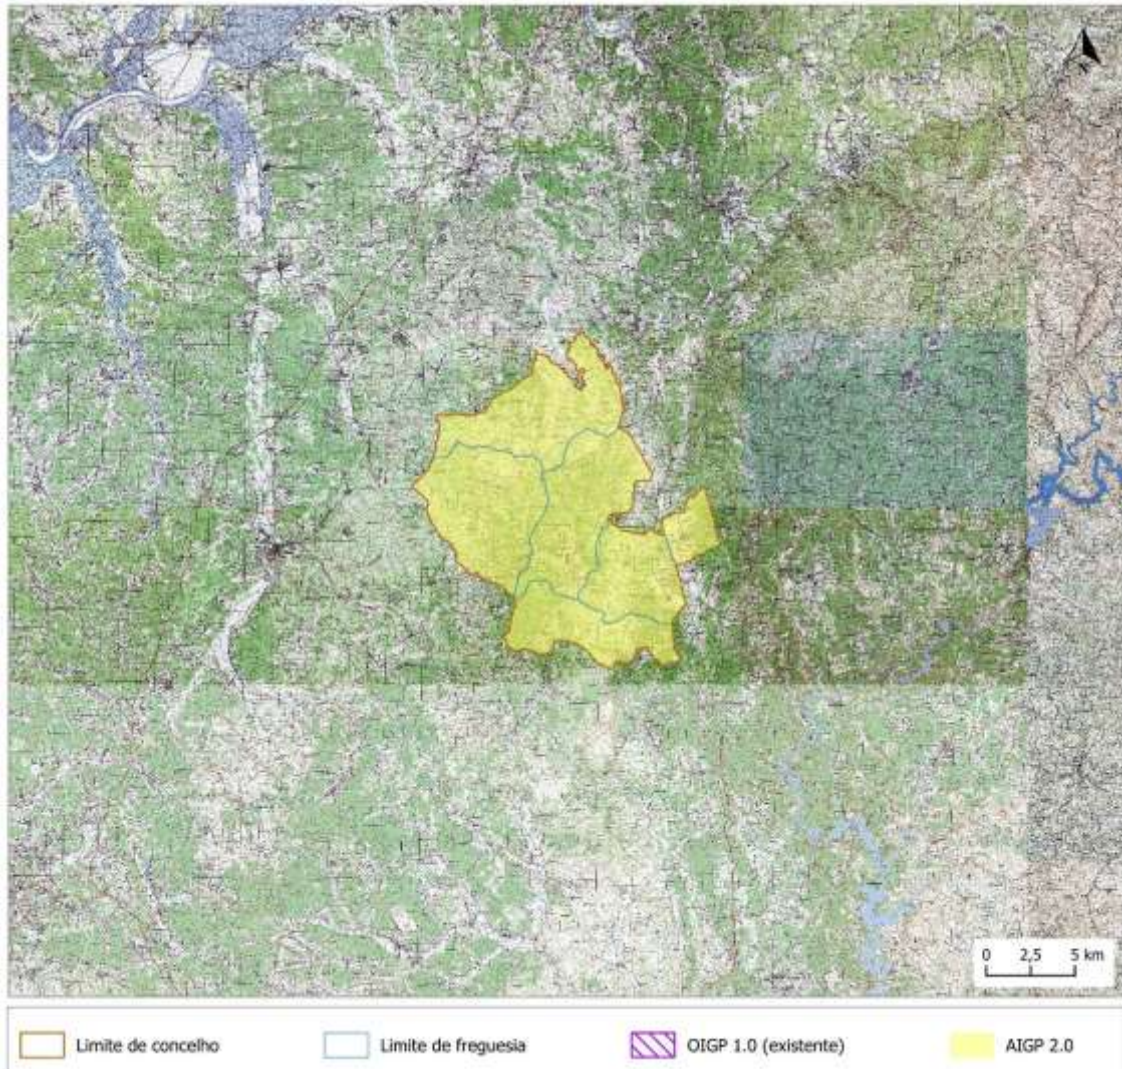 0 2,5 5 km
Limite de concelho
Limite de freguesia
OIGP 1.0 (existente)
AIGP 2.0